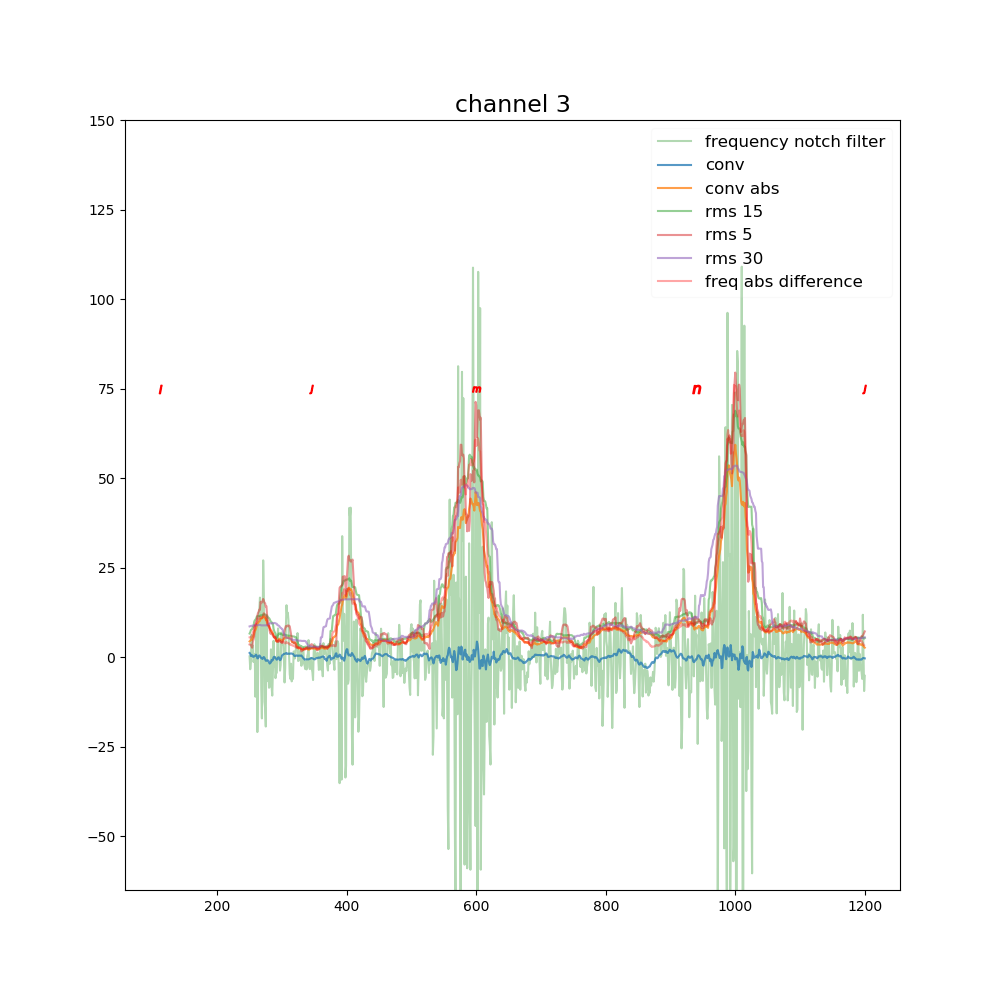 channel 3
150
125
100
75
50
25
0
−25
−50
frequency notch filter
conv
conv abs
rms 15
rms 5
rms 30
freq abs difference
I J m n J
200 400 600 800 1000 1200